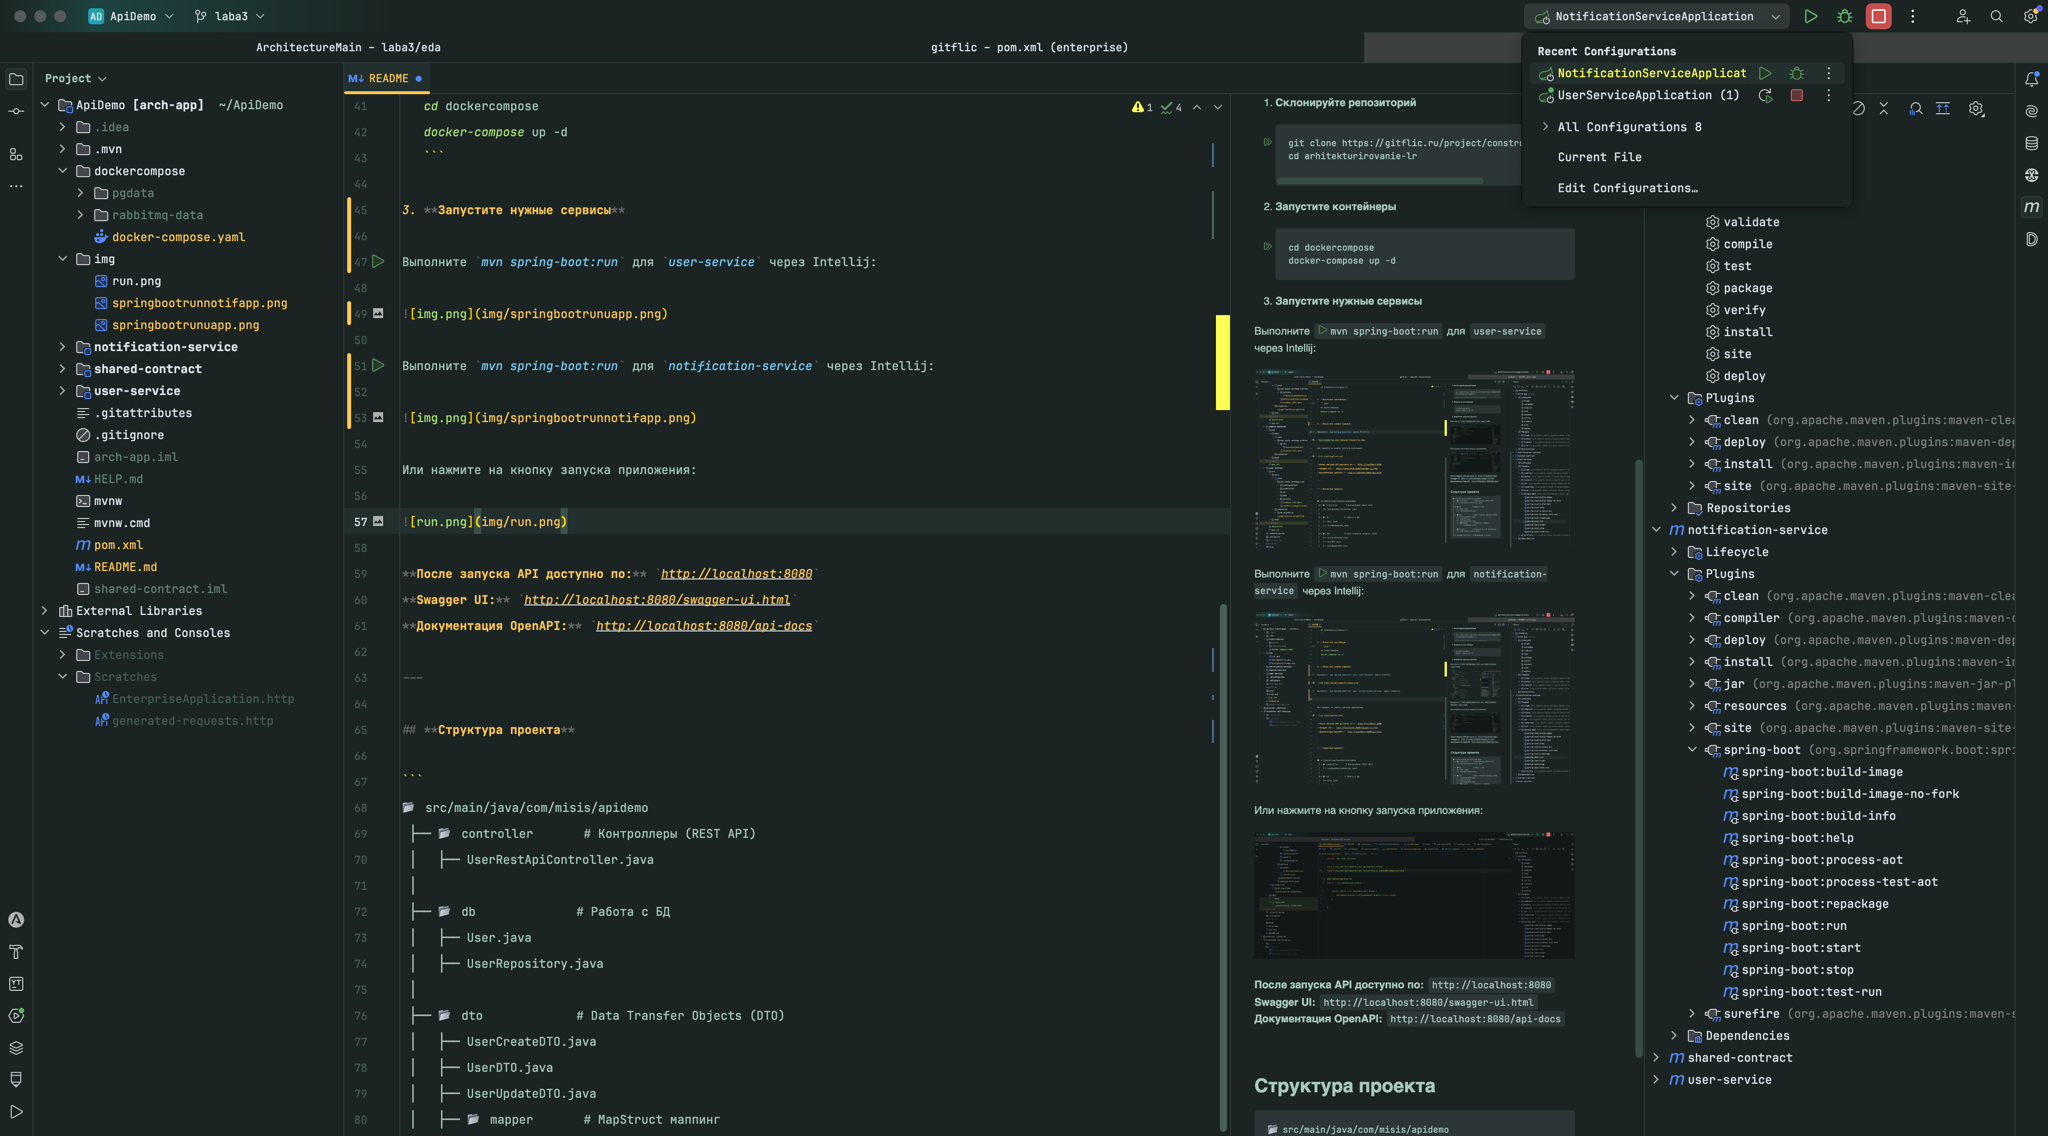 AD ApiDemo
laba3
NotificationServiceApplication
ArchitectureMain – laba3/eda
gitflic – pom.xml (enterprise)
Recent Configurations
NotificationServiceApplicat
UserServiceApplication (1)
All Configurations 8
Current File
Edit Configurations…
Project
ApiDemo [arch-app] ~/ApiDemo
.idea
.mvn
dockercompose
pgdata
rabbitmq-data
docker-compose.yaml
img
run.png
springbootrunnotifapp.png
springbootrunuapp.png
notification-service
shared-contract
user-service
.gitattributes
.gitignore
arch-app.iml
HELP.md
mvnw
mvnw.cmd
pom.xml
README.md
shared-contract.iml
External Libraries
Scratches and Consoles
Extensions
Scratches
EnterpriseApplication.http
generated-requests.http
M↓ README
1 4
41 cd dockercompose
42 docker-compose up -d
43 ```
44
45 3. **Запустите нужные сервисы**
46
47 Выполните `mvn spring-boot:run` для `user-service` через Intellij:
48
49 ![img.png](img/springbootrunuapp.png)
50
51 Выполните `mvn spring-boot:run` для `notification-service` через Intellij:
52
53 ![img.png](img/springbootrunnotifapp.png)
54
55 Или нажмите на кнопку запуска приложения:
56
57 ![run.png](img/run.png)
58
59 **После запуска API доступно по:** `http://localhost:8080`
60 **Swagger UI:** `http://localhost:8080/swagger-ui.html`
61 **Документация OpenAPI:** `http://localhost:8080/api-docs`
62
63 ---
64
65 ## **Структура проекта**
66
67 ```
68 src/main/java/com/misis/apidemo
69 ├── controller # Контроллеры (REST API)
70 │ ├── UserRestApiController.java
71 │
72 ├── db # Работа с БД
73 │ ├── User.java
74 │ ├── UserRepository.java
75 │
76 ├── dto # Data Transfer Objects (DTO)
77 │ ├── UserCreateDTO.java
78 │ ├── UserDTO.java
79 │ ├── UserUpdateDTO.java
80 │ ├── mapper # MapStruct маппинг
1. Склонируйте репозиторий
git clone https://gitflic.ru/project/constr
cd arhitekturirovanie-lr
2. Запустите контейнеры
cd dockercompose
docker-compose up -d
3. Запустите нужные сервисы
Выполните mvn spring-boot:run для user-service
через Intellij:
Выполните mvn spring-boot:run для notification-
service через Intellij:
Или нажмите на кнопку запуска приложения:
После запуска API доступно по: http://localhost:8080
Swagger UI: http://localhost:8080/swagger-ui.html
Документация OpenAPI: http://localhost:8080/api-docs
Структура проекта
src/main/java/com/misis/apidemo
validate
compile
test
package
verify
install
site
deploy
Plugins
clean (org.apache.maven.plugins:maven-clea
deploy (org.apache.maven.plugins:maven-dep
install (org.apache.maven.plugins:maven-in
site (org.apache.maven.plugins:maven-site-
Repositories
notification-service
Lifecycle
Plugins
clean (org.apache.maven.plugins:maven-clea
compiler (org.apache.maven.plugins:maven-c
deploy (org.apache.maven.plugins:maven-dep
install (org.apache.maven.plugins:maven-in
jar (org.apache.maven.plugins:maven-jar-pl
resources (org.apache.maven.plugins:maven-
site (org.apache.maven.plugins:maven-site-
spring-boot (org.springframework.boot:spri
spring-boot:build-image
spring-boot:build-image-no-fork
spring-boot:build-info
spring-boot:help
spring-boot:process-aot
spring-boot:process-test-aot
spring-boot:repackage
spring-boot:run
spring-boot:start
spring-boot:stop
spring-boot:test-run
surefire (org.apache.maven.plugins:maven-s
Dependencies
shared-contract
user-service